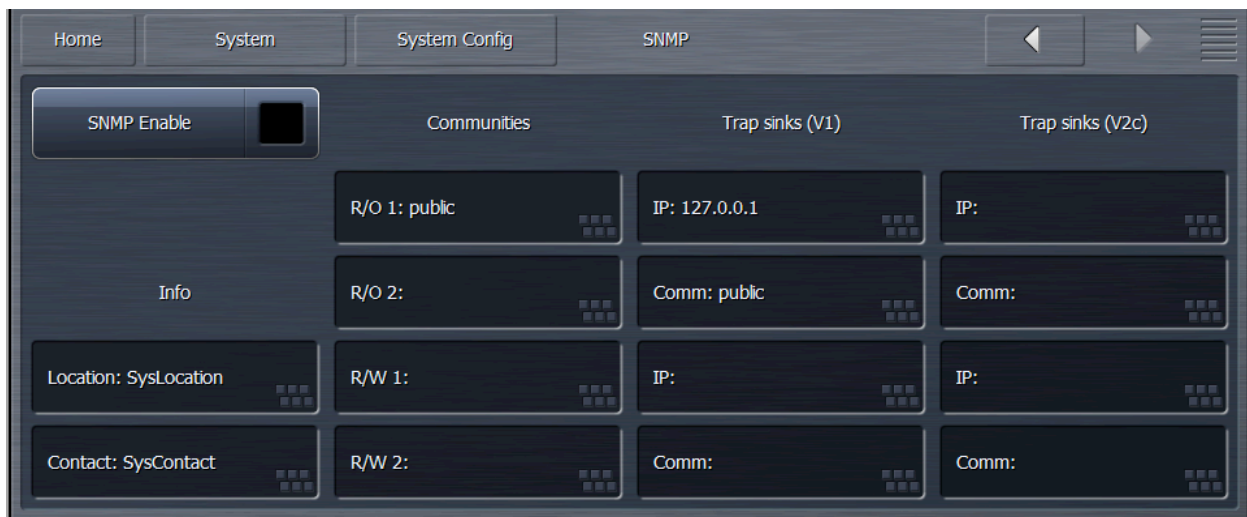 Home System System Config SNMP
SNMP Enable Communities Trap sinks (V1) Trap sinks (V2c)
R/O 1: public IP: 127.0.0.1 IP:
Info R/O 2: Comm: public Comm:
Location: SysLocation R/W 1: IP: IP:
Contact: SysContact R/W 2: Comm: Comm: